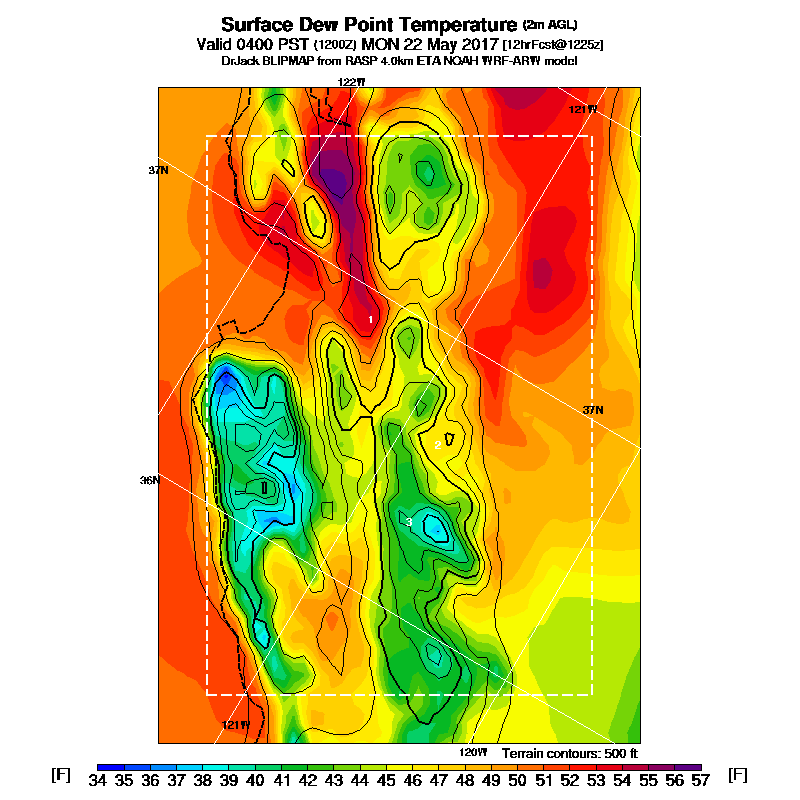 Surface Dew Point Temperature (2m AGL)
Valid 0400 PST (1200Z) MON 22 May 2017 [12hrFcst@1225z]
DrJack BLIPMAP from RASP 4.0km ETA NOAH WRF-ARW model
122W
121W
37N
1
37N
2
36N
3
121W
120W
Terrain contours: 500 ft
[F] 34 35 36 37 38 39 40 41 42 43 44 45 46 47 48 49 50 51 52 53 54 55 56 57 [F]